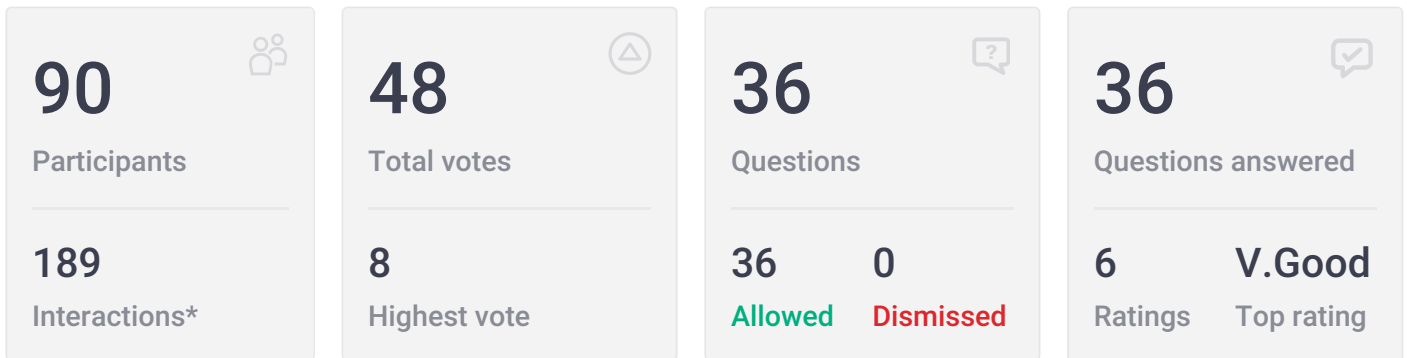 90
Participants
189
Interactions*
48
Total votes
8
Highest vote
36
Questions
36 0
Allowed Dismissed
36
Questions answered
6 V.Good
Ratings Top rating